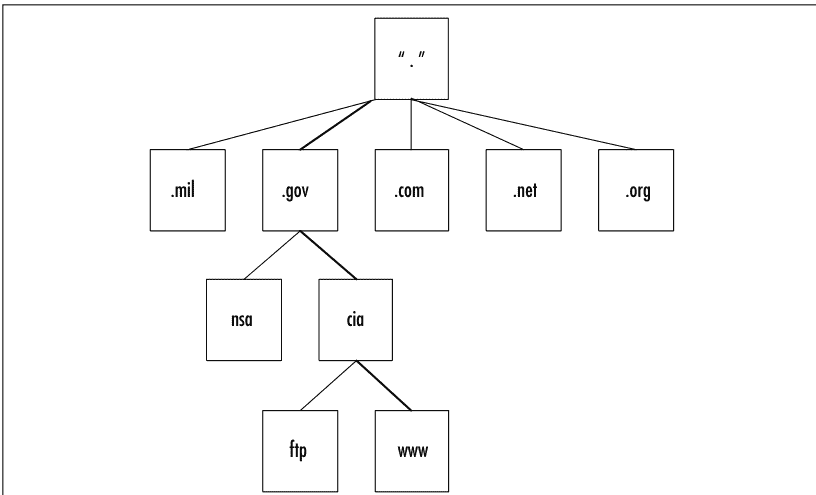 “ . ”
.mil
.gov
.com
.net
.org
nsa
cia
ftp
www